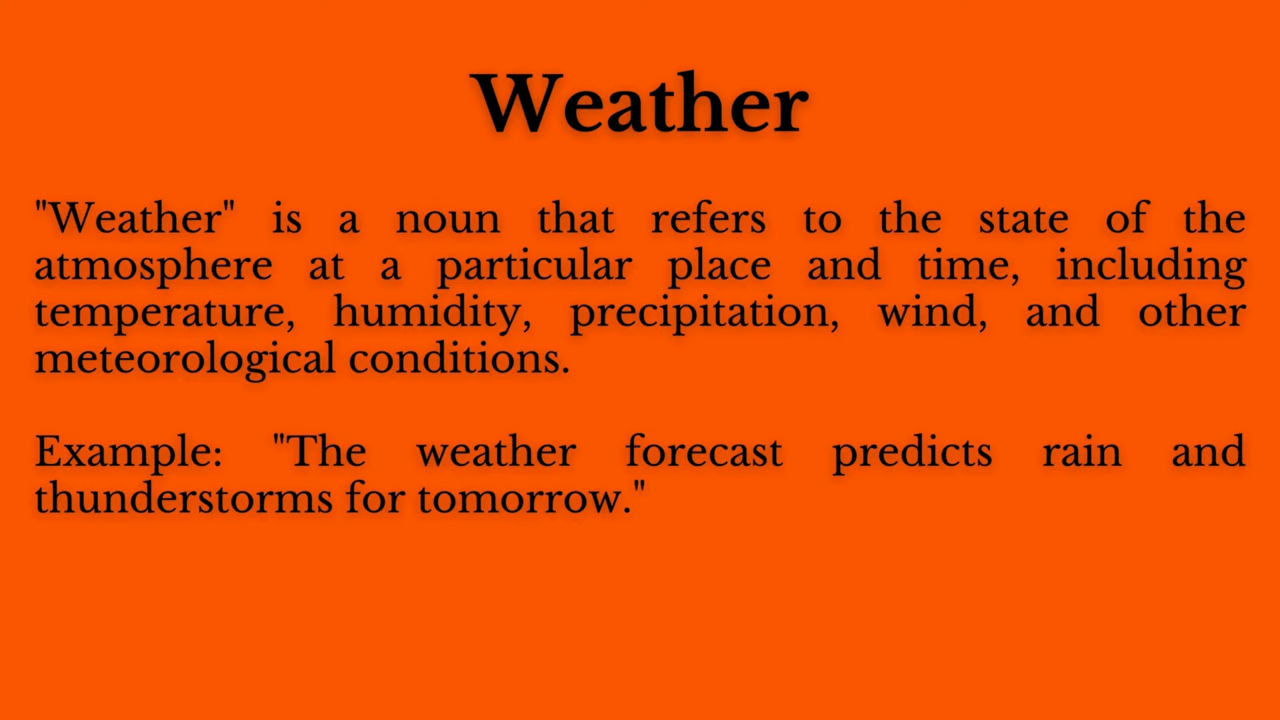 Weather
"Weather" is a noun that refers to the state of the
atmosphere at a particular place and time, including
temperature, humidity, precipitation, wind, and other
meteorological conditions.
Example: "The weather forecast predicts rain and
thunderstorms for tomorrow."